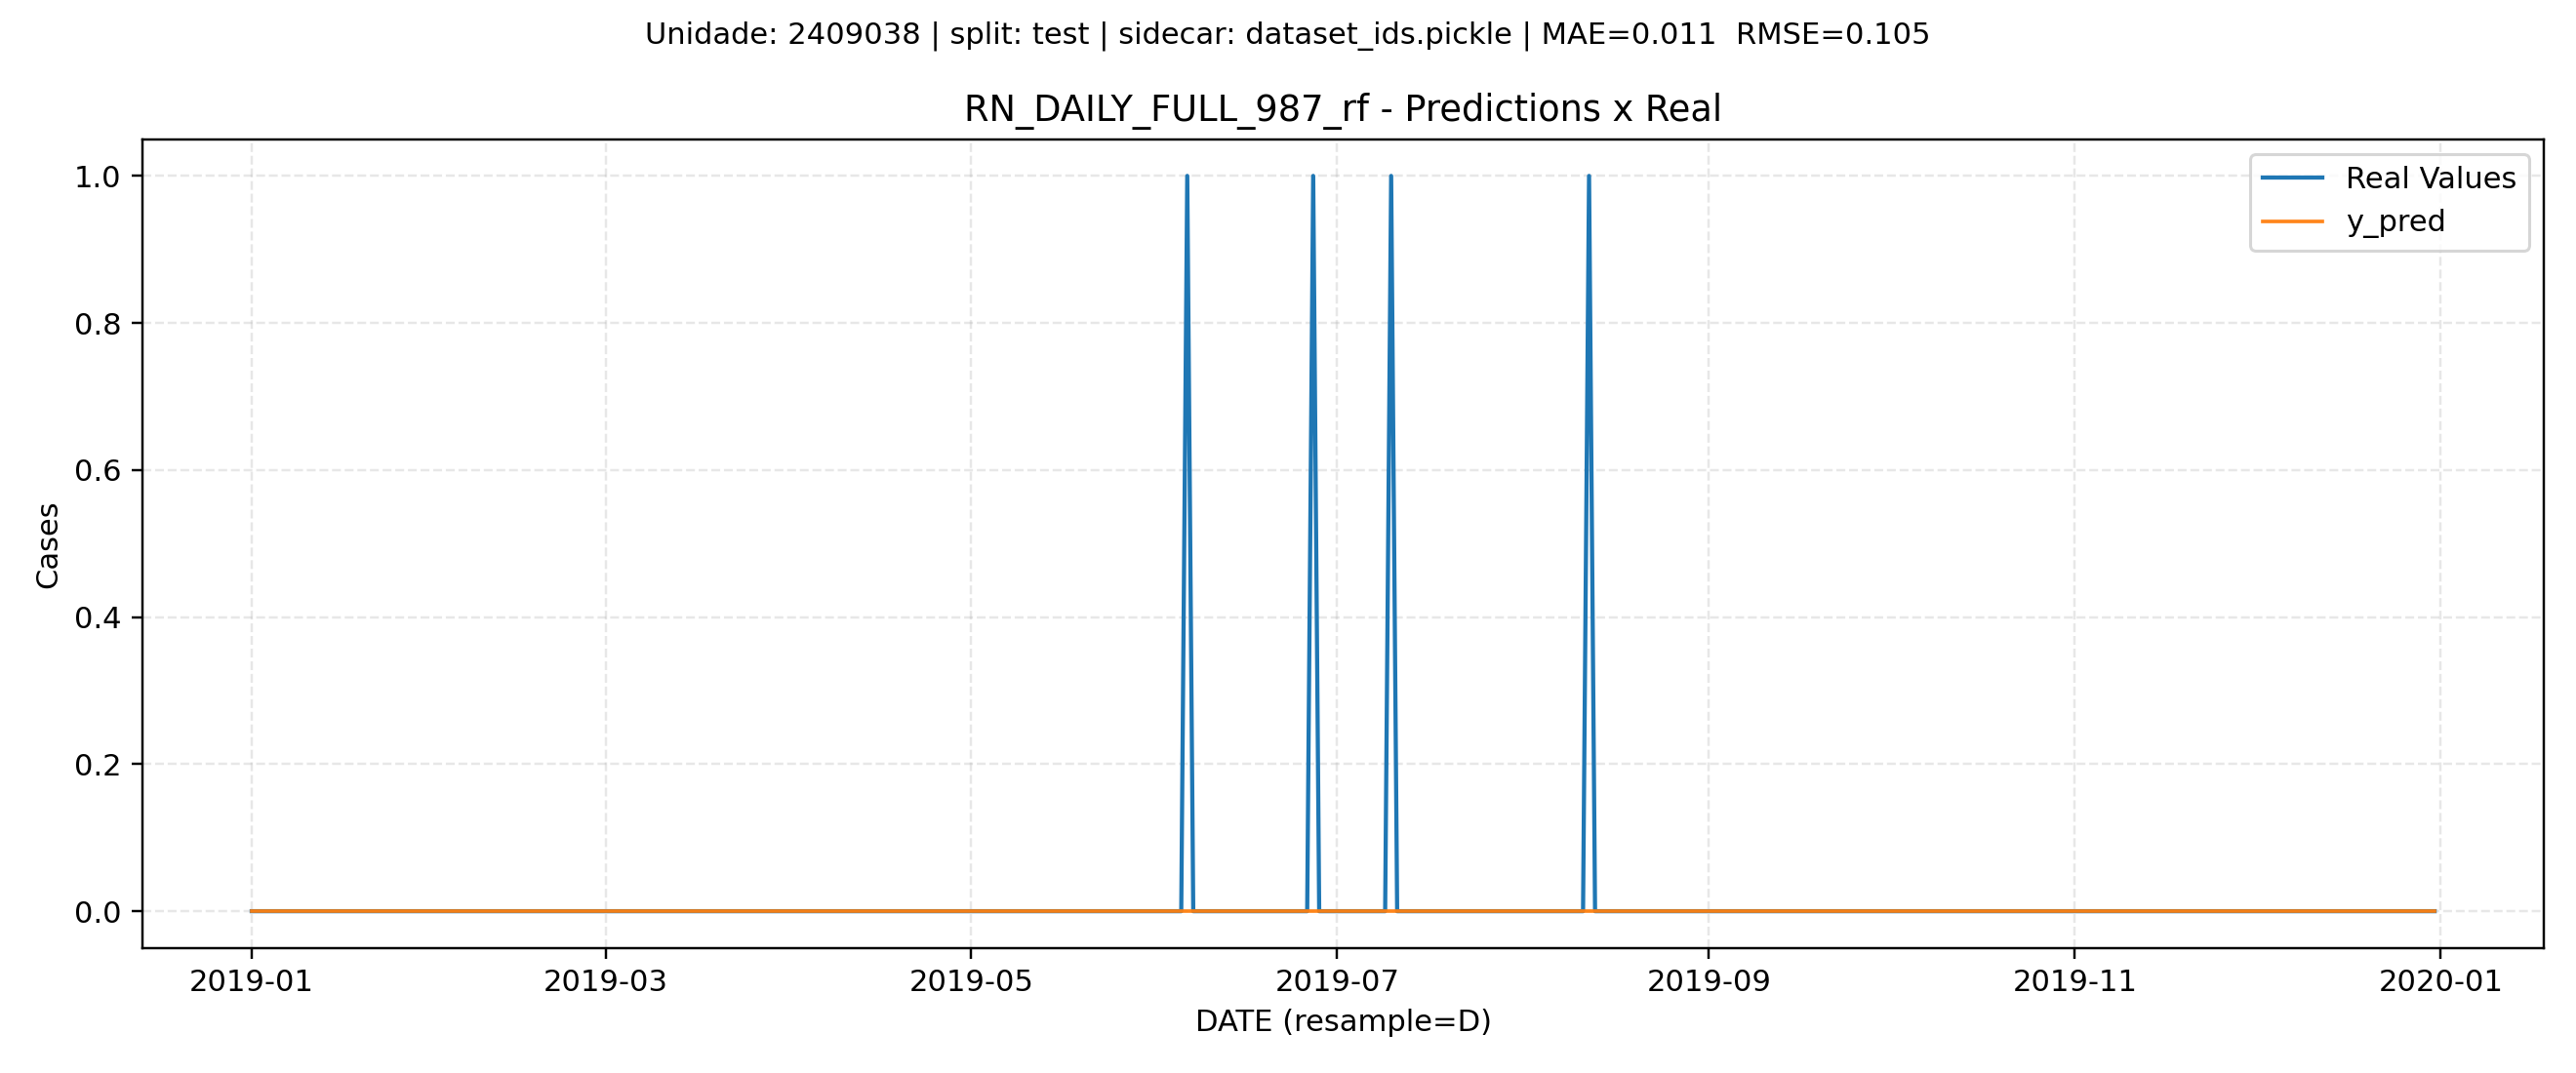 Unidade: 2409038 | split: test | sidecar: dataset_ids.pickle | MAE=0.011  RMSE=0.105
RN_DAILY_FULL_987_rf - Predictions x Real
Real Values
y_pred
1.0
0.8
0.6
0.4
0.2
0.0
Cases
2019-01 2019-03 2019-05 2019-07 2019-09 2019-11 2020-01
DATE (resample=D)